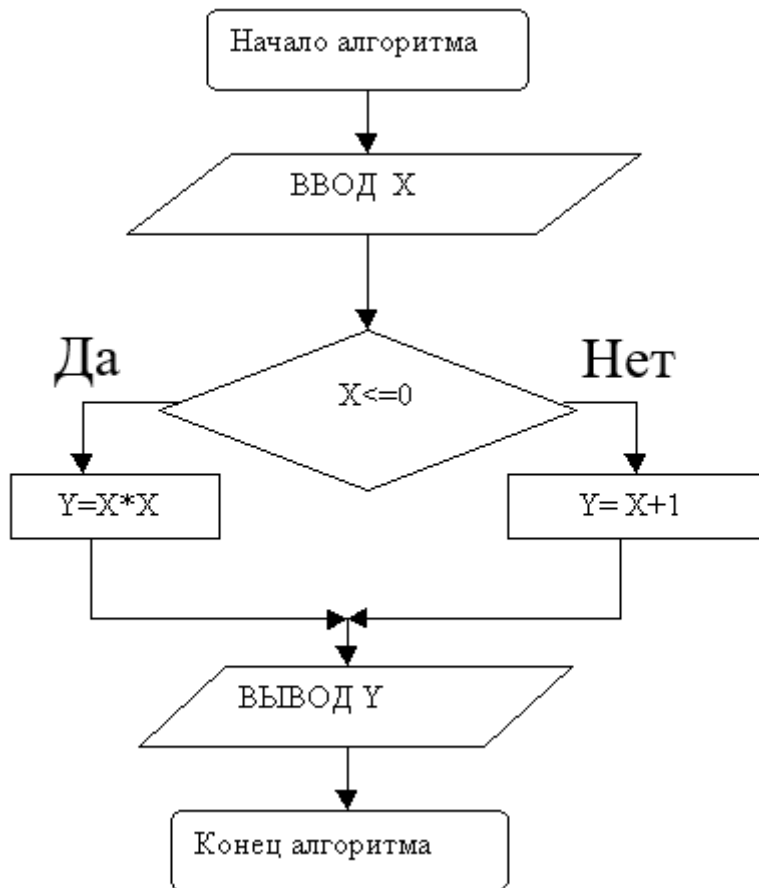 Начало алгоритма
ВВОД X
Да
Нет
X<=0
Y=X*X
Y= X+1
ВЫВОД Y
Конец алгоритма